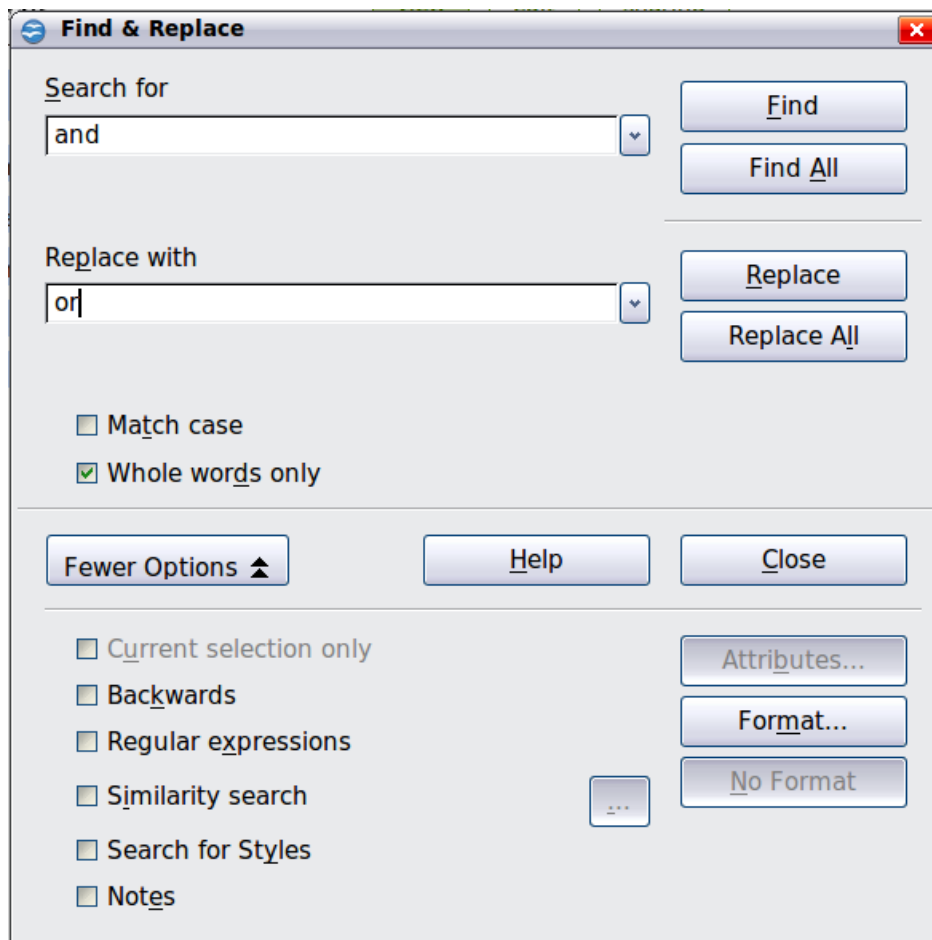 Find & Replace
Search for
and
Find
Find All
Replace with
or
Replace
Replace All
Match case
Whole words only
Fewer Options
Help
Close
Current selection only
Attributes...
Backwards
Format...
Regular expressions
No Format
Similarity search
...
Search for Styles
Notes